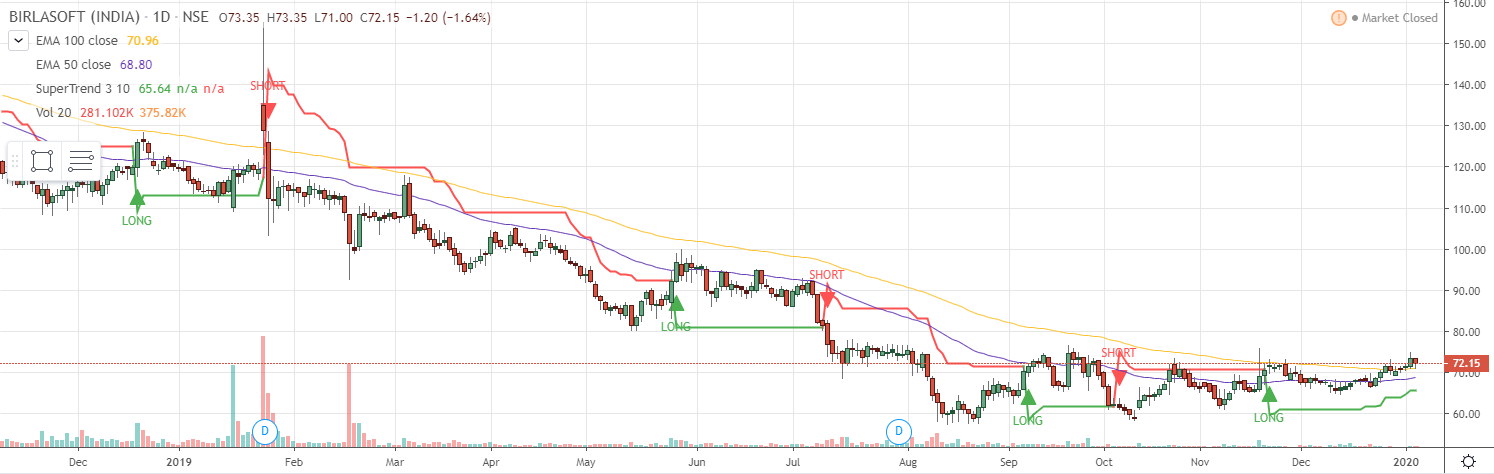 BIRLASOFT (INDIA) · 1D · NSE O73.35 H73.35 L71.00 C72.15 −1.20 (−1.64%)
! Market Closed
EMA 100 close 70.96
EMA 50 close 68.80
SuperTrend 3 10 65.64 n/a n/a
Vol 20 281.102K 375.82K
SHORT
LONG
SHORT
LONG
SHORT
LONG
LONG
D
D
160.00
150.00
140.00
130.00
120.00
110.00
100.00
90.00
80.00
72.15
70.00
60.00
Dec 2019 Feb Mar Apr May Jun Jul Aug Sep Oct Nov Dec 2020